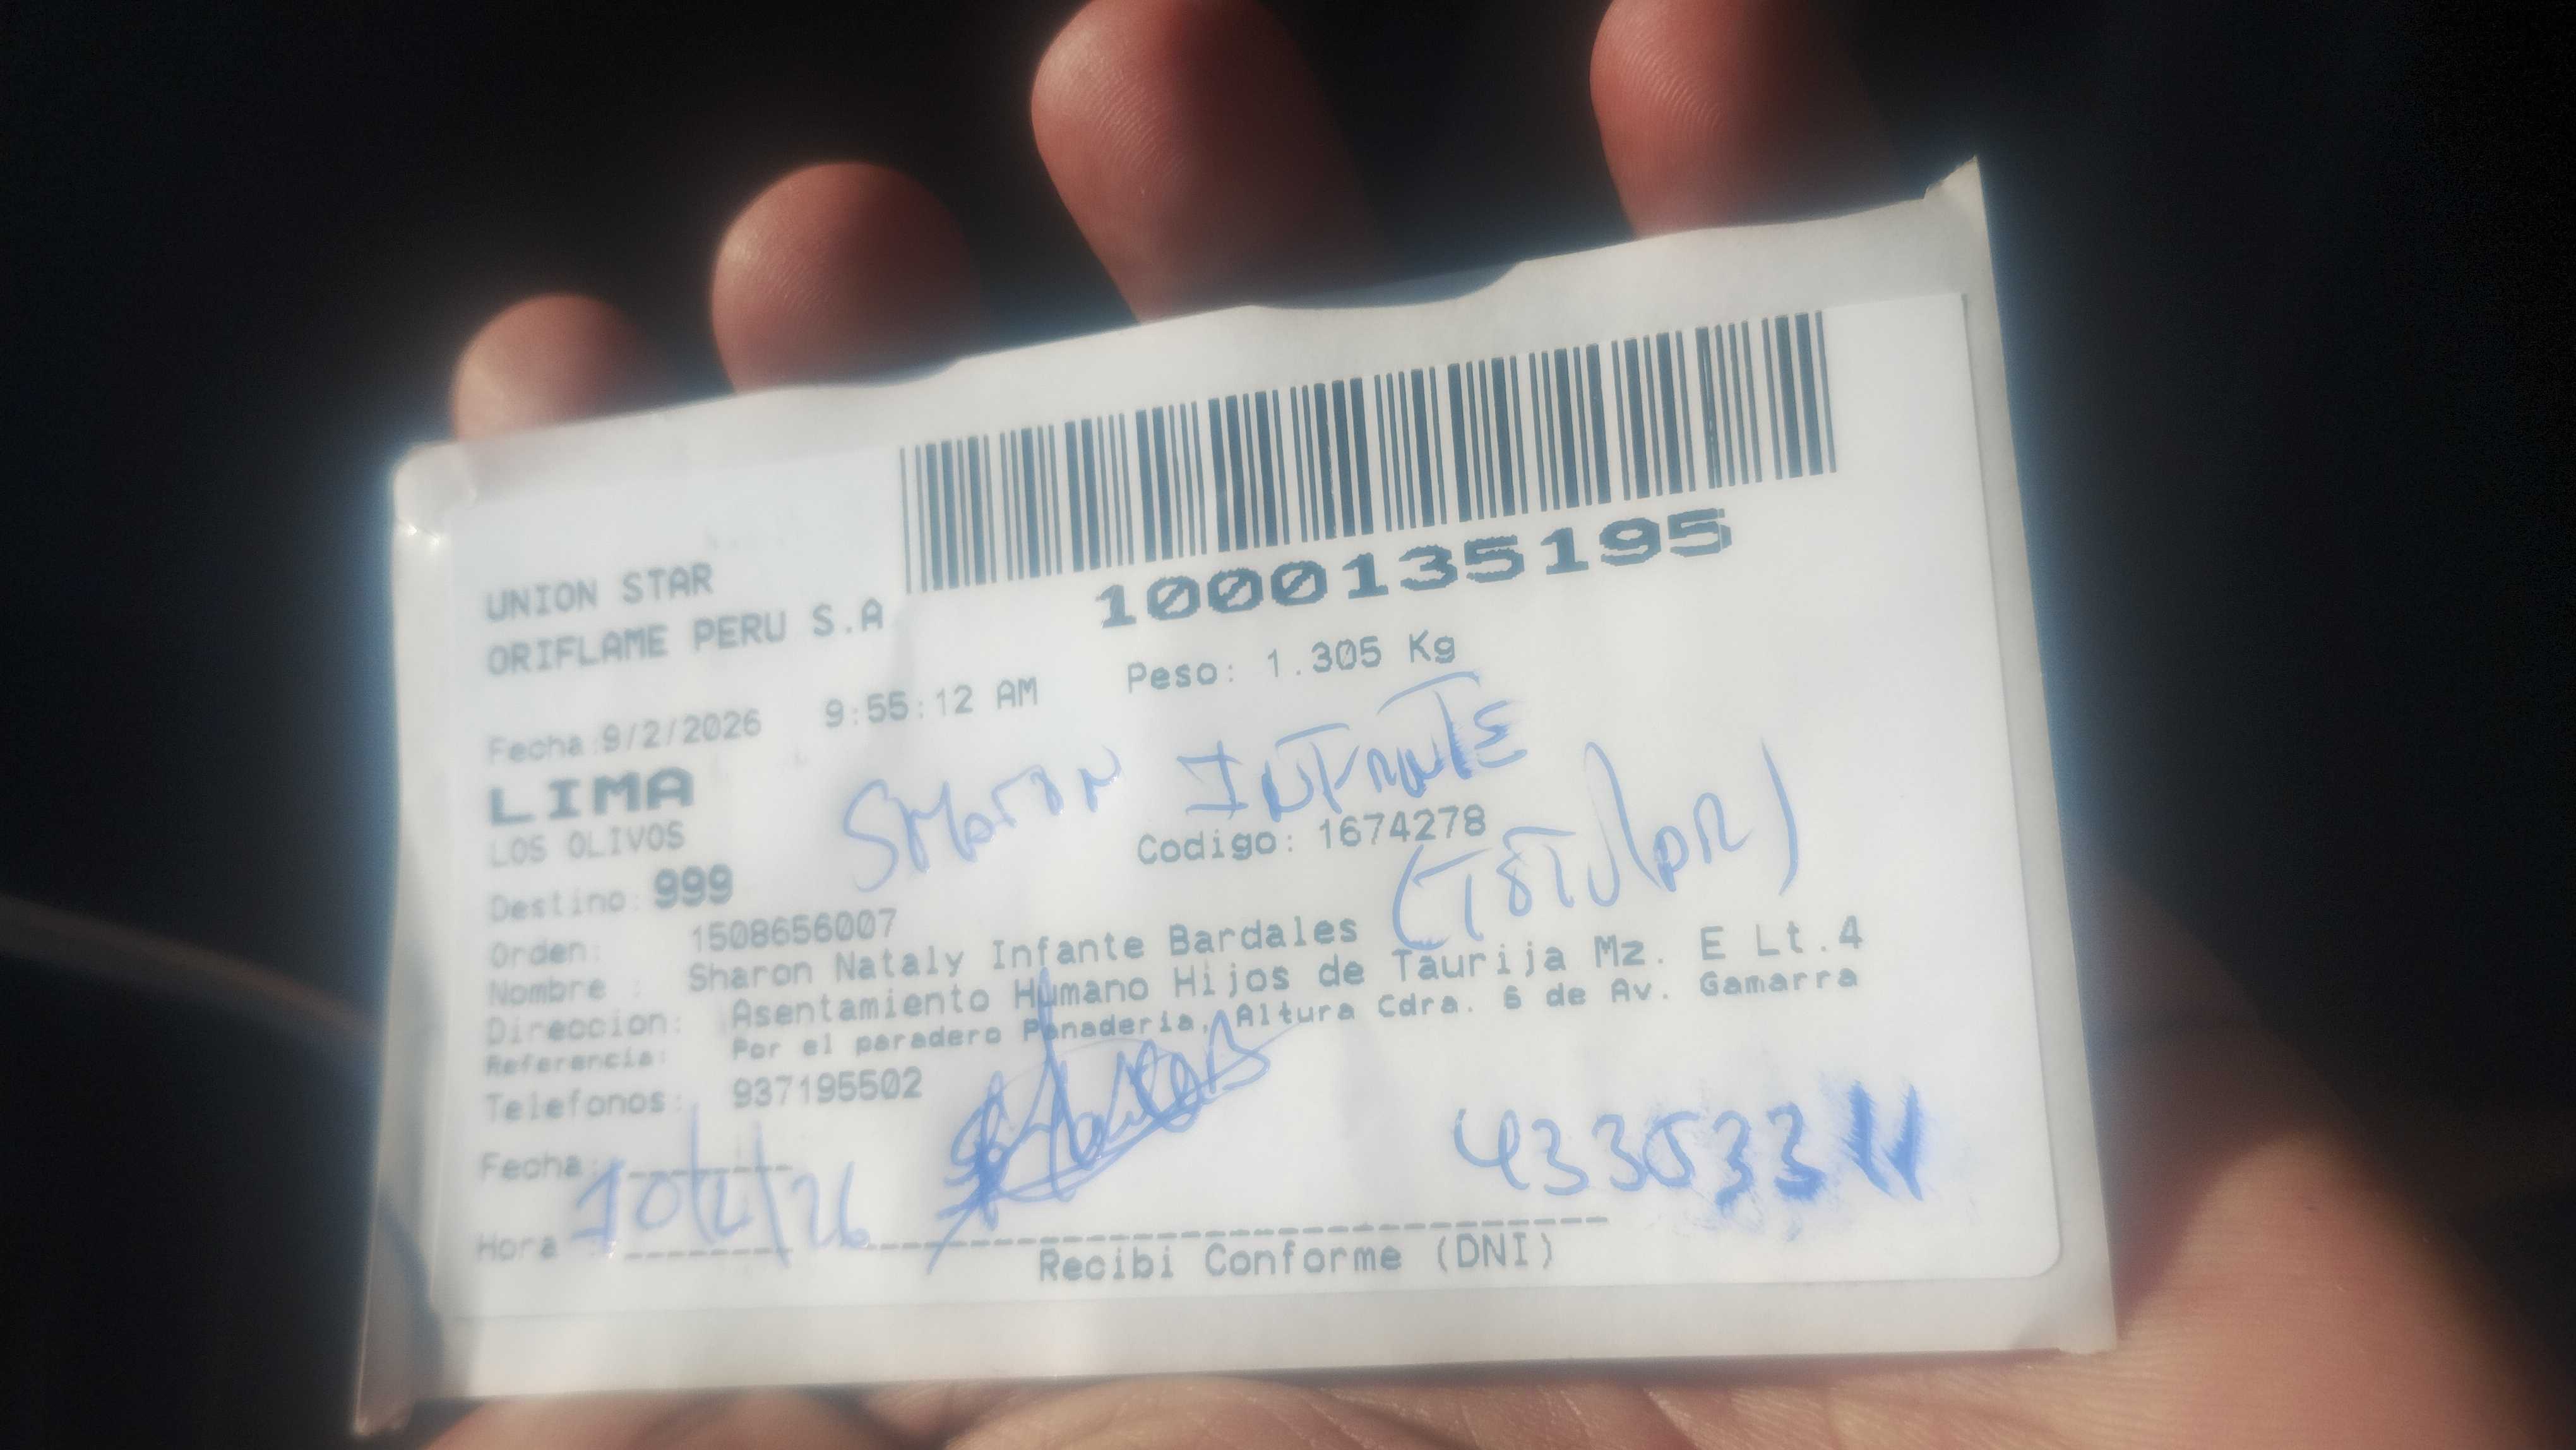 1000135195
UNION STAR
ORIFLAME PERU S.A
Peso: 1.305 Kg
Fecha:9/2/2026 9:55:12 AM
SHARON INFANTE
LIMA
LOS OLIVOS
Codigo: 1674278
(TITULAR)
Destino: 999
Orden: 1508656007
Nombre : Sharon Nataly Infante Bardales
Direccion: Asentamiento Humano Hijos de Taurija Mz. E Lt.4
Referencia: Por el paradero Panaderia, Altura Cdra. 6 de Av. Gamarra
Telefonos: 937195502
Fecha: 10/2/26
Hora :
Recibi Conforme (DNI)